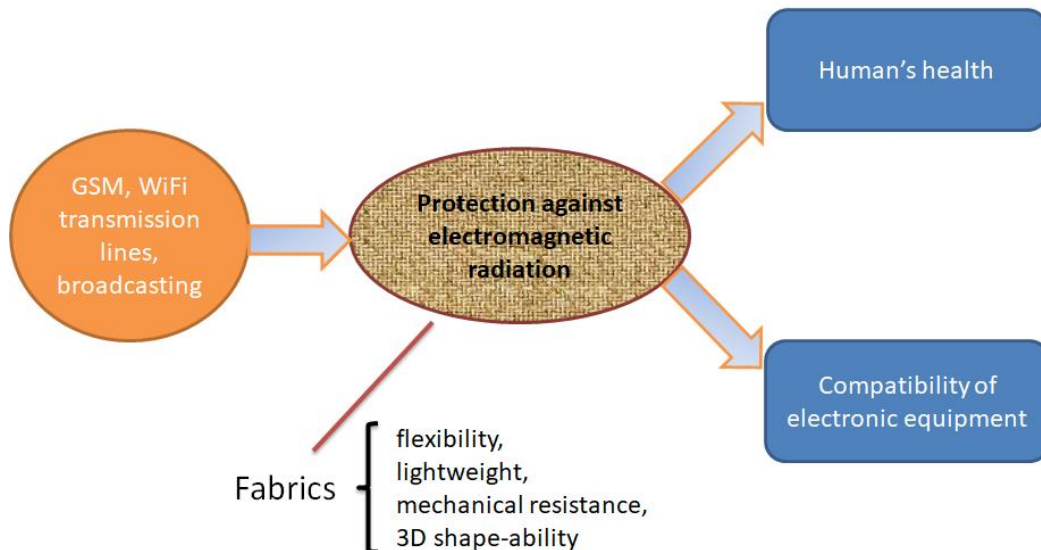 Human's health
GSM, WiFi
transmission
lines,
broadcasting
Protection against
electromagnetic
radiation
Compatibility of
electronic equipment
Fabrics
flexibility,
lightweight,
mechanical resistance,
3D shape-ability